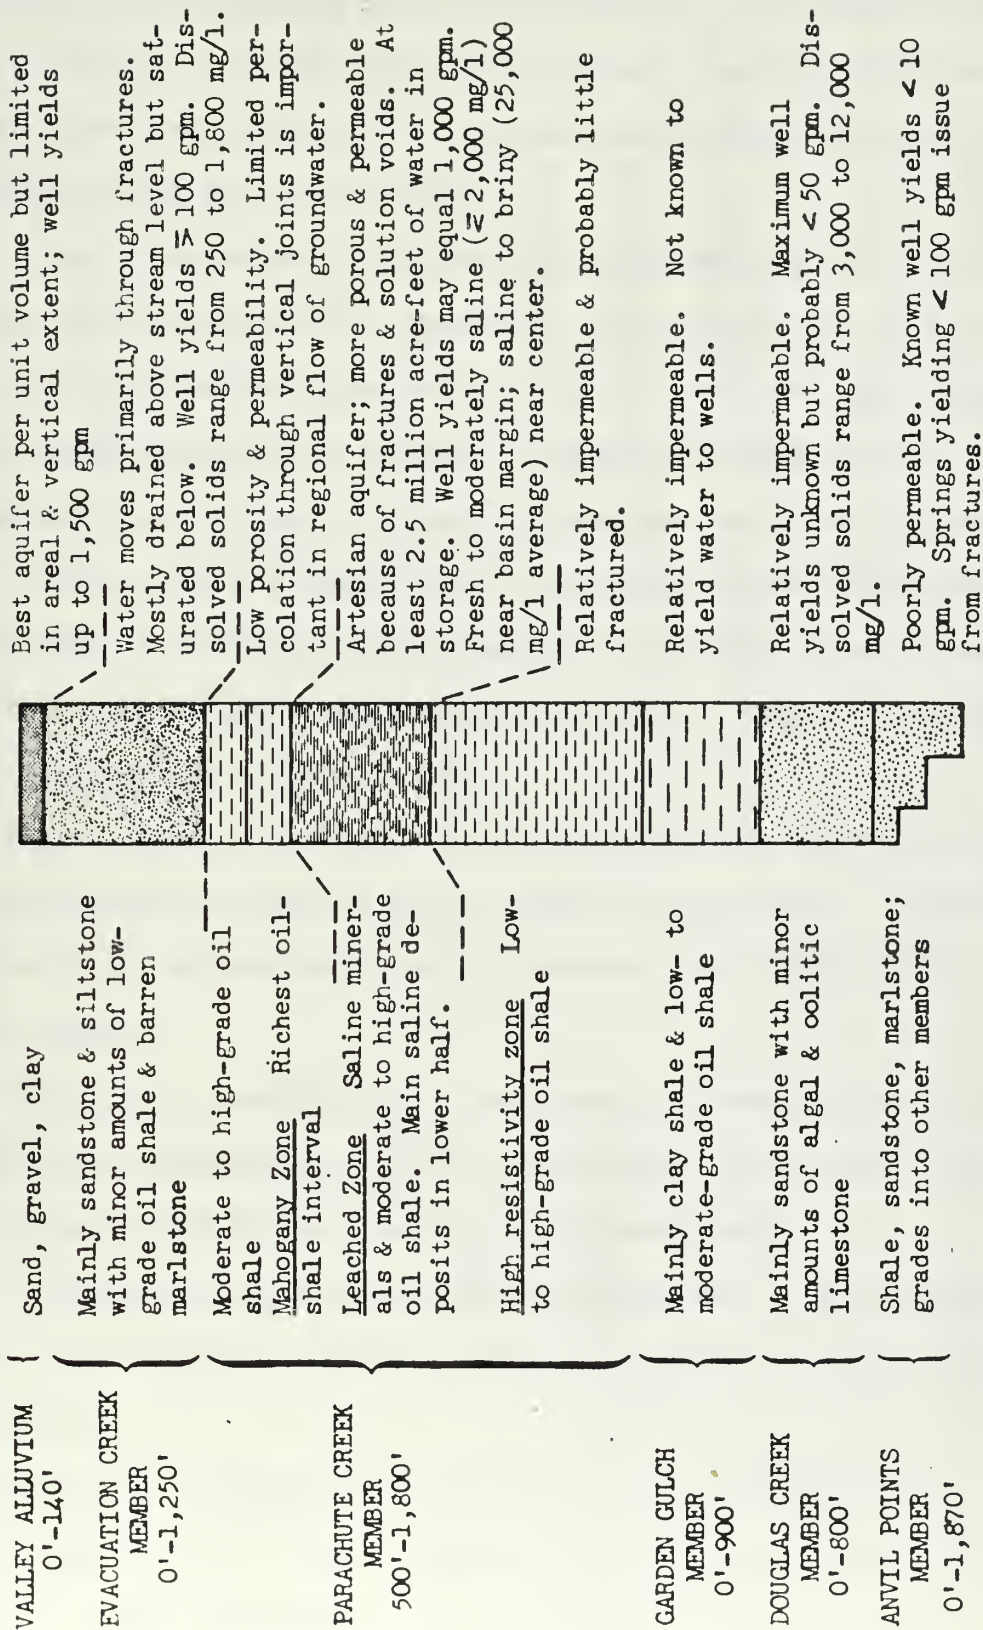 VALLEY ALLUVIUM
0'-140'
EVACUATION CREEK
MEMBER
0'-1,250'
PARACHUTE CREEK
MEMBER
500'-1,800'
GARDEN GULCH
MEMBER
0'-900'
DOUGLAS CREEK
MEMBER
0'-800'
ANVIL POINTS
MEMBER
0'-1,870'
Sand, gravel, clay
Mainly sandstone & siltstone
with minor amounts of low-
grade oil shale & barren
marlstone
Moderate to high-grade oil
shale
Mahogany Zone Richest oil-
shale interval
Leached Zone Saline miner-
als & moderate to high-grade
oil shale. Main saline de-
posits in lower half.
High resistivity zone Low-
to high-grade oil shale
Mainly clay shale & low- to
moderate-grade oil shale
Mainly sandstone with minor
amounts of algal & oolitic
limestone
Shale, sandstone, marlstone;
grades into other members
Best aquifer per unit volume but limited
in areal & vertical extent; well yields
up to 1,500 gpm
Water moves primarily through fractures.
Mostly drained above stream level but sat-
urated below. Well yields ≥ 100 gpm. Dis-
solved solids range from 250 to 1,800 mg/l.
Low porosity & permeability. Limited per-
colation through vertical joints is impor-
tant in regional flow of groundwater.
Artesian aquifer; more porous & permeable
because of fractures & solution voids. At
least 2.5 million acre-feet of water in
storage. Well yields may equal 1,000 gpm.
Fresh to moderately saline (≤ 2,000 mg/l)
near basin margin; saline to briny (25,000
mg/l average) near center.
Relatively impermeable & probably little
fractured.
Relatively impermeable. Not known to
yield water to wells.
Relatively impermeable. Maximum well
yields unknown but probably < 50 gpm. Dis-
solved solids range from 3,000 to 12,000
mg/l.
Poorly permeable. Known well yields < 10
gpm. Springs yielding < 100 gpm issue
from fractures.